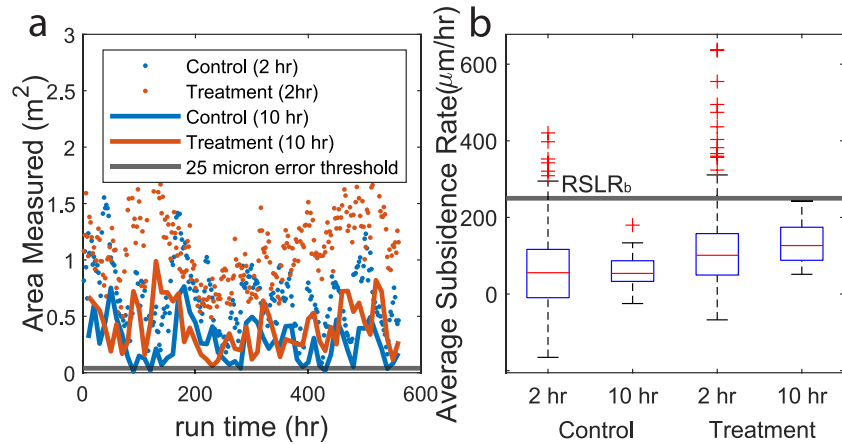 a
3
2.5
2
1.5
1
0.5
0
Area Measured (m²)
Control (2 hr)
Treatment (2hr)
Control (10 hr)
Treatment (10 hr)
25 micron error threshold
0
200
400
600
run time (hr)
b
Average Subsidence Rate(μm/hr)
600
400
200
0
RSLRb
2 hr
10 hr
2 hr
10 hr
Control
Treatment